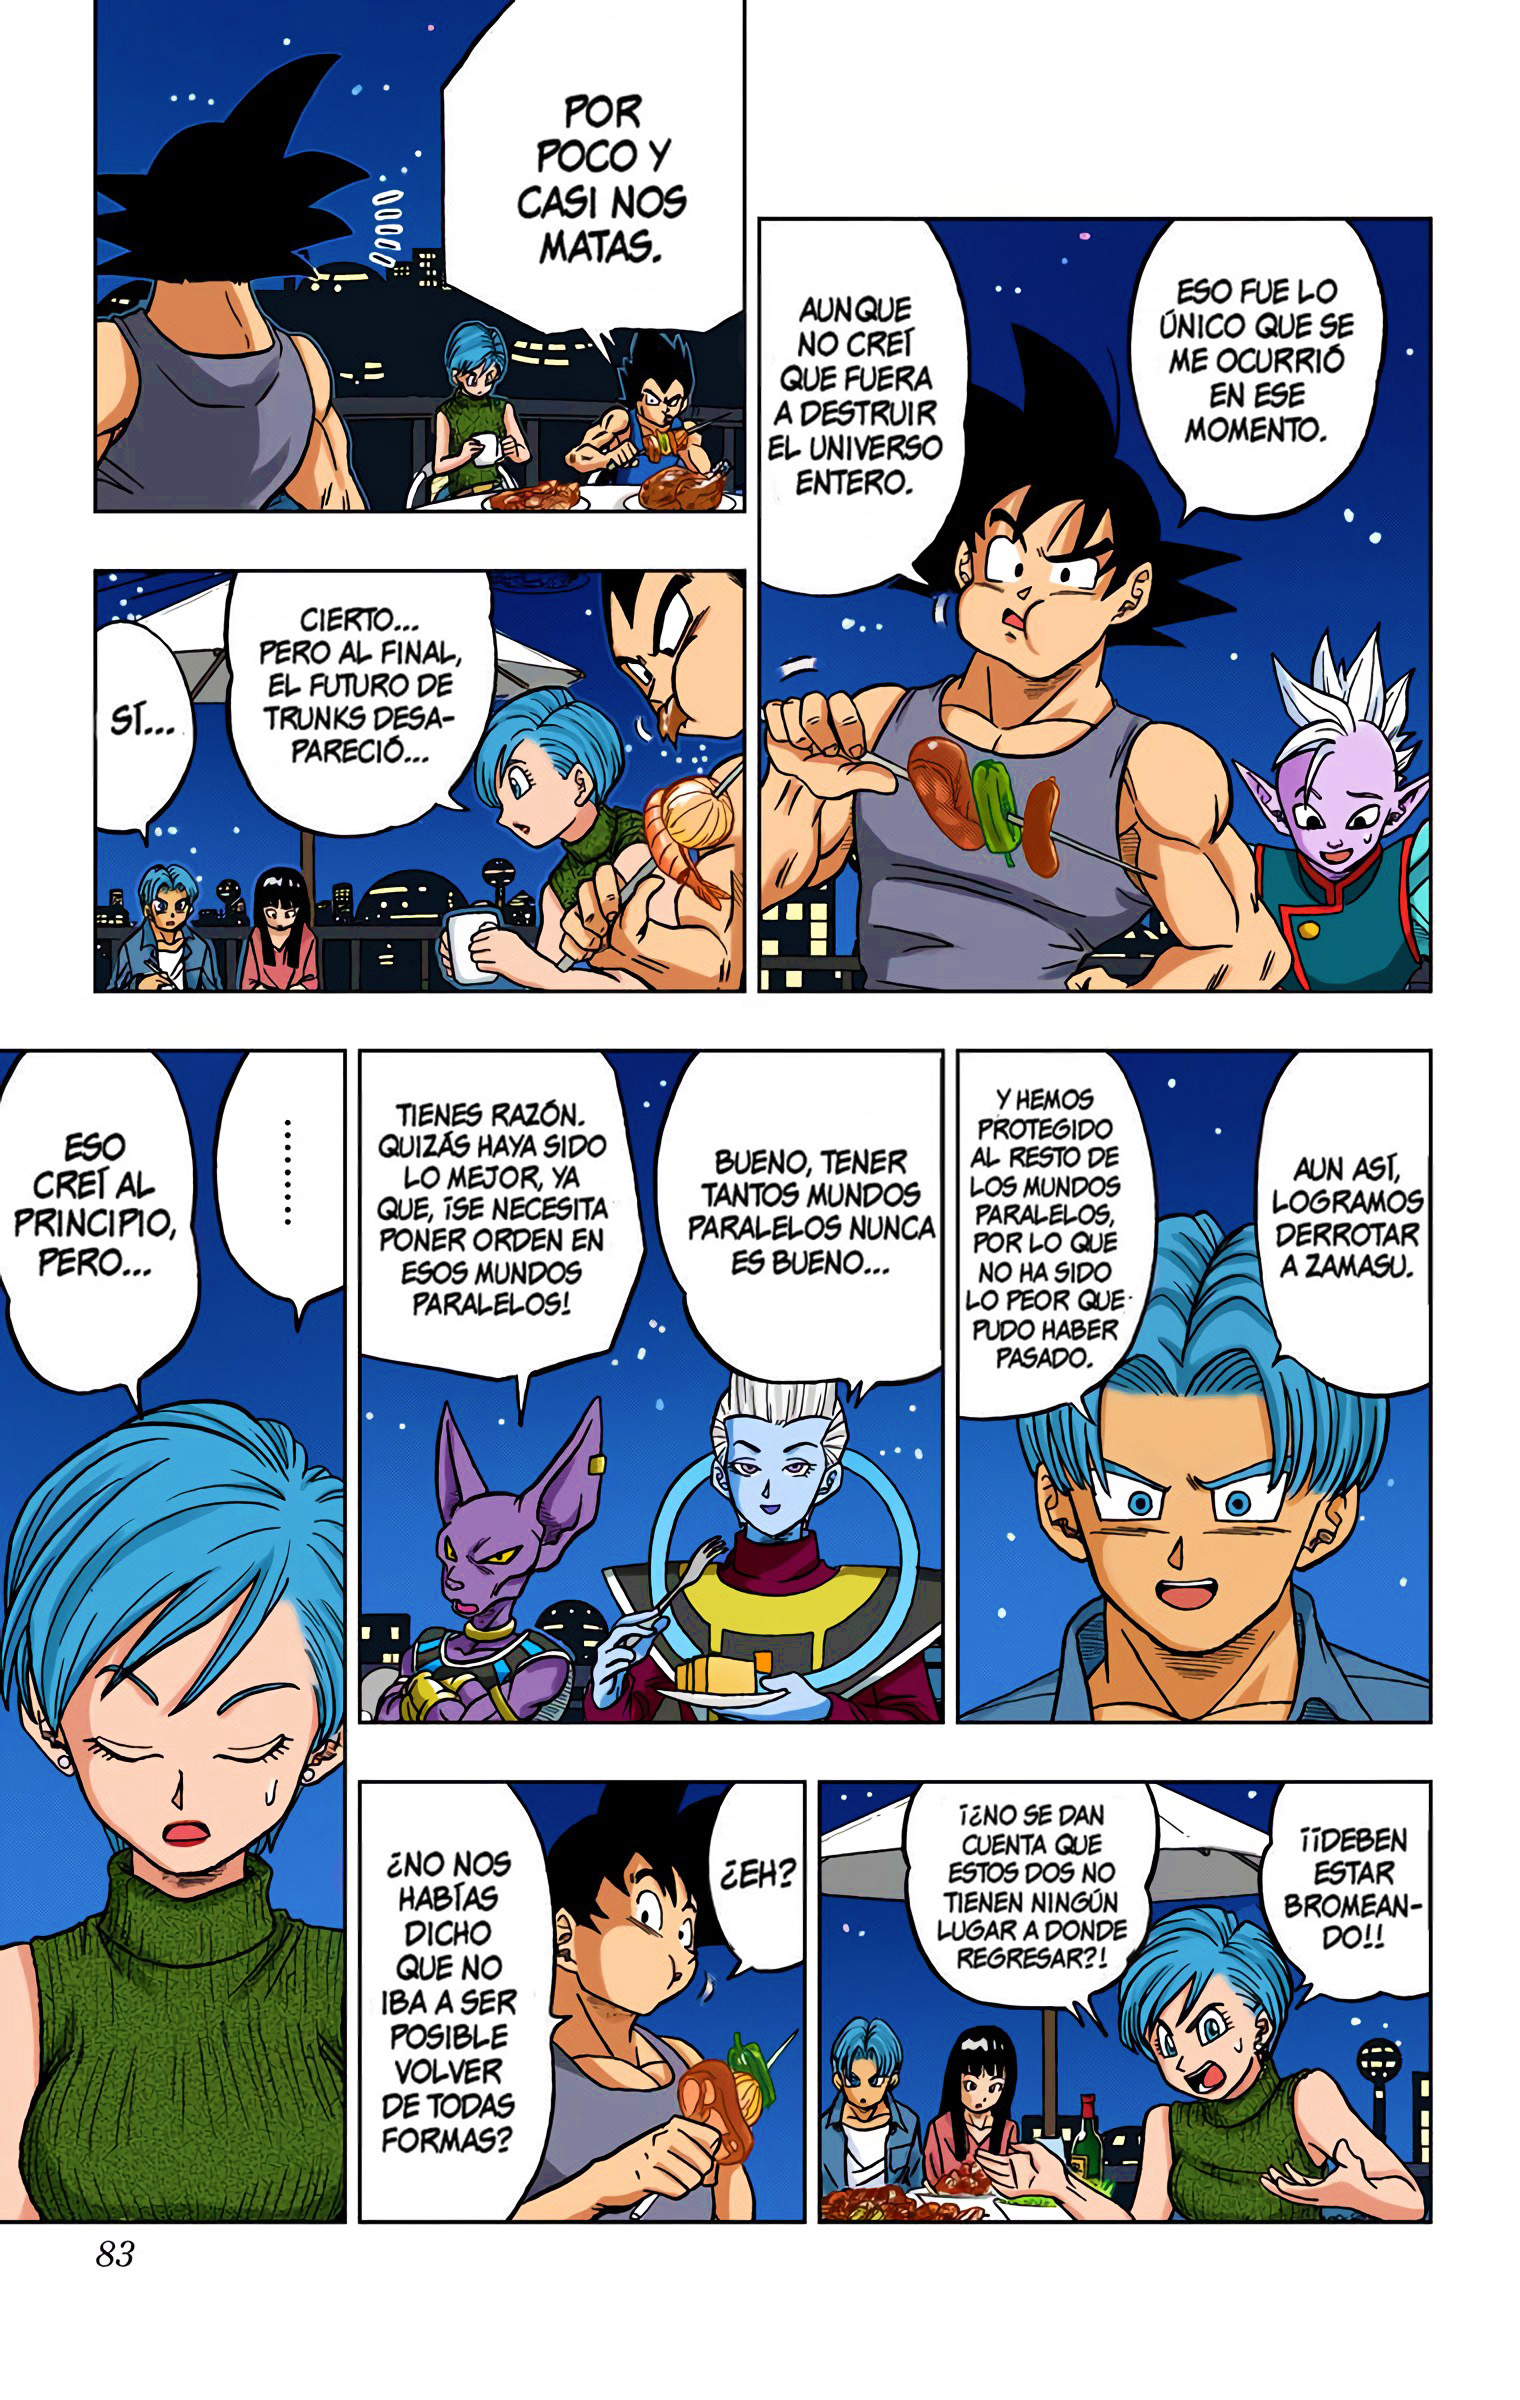 ESO FUE LO
ÚNICO QUE SE
ME OCURRIÓ
EN ESE
MOMENTO.
AUNQUE
NO CREÍ
QUE FUERA
A DESTRUIR
EL UNIVERSO
ENTERO.
POR
POCO Y
CASI NOS
MATAS.
CIERTO...
PERO AL FINAL,
EL FUTURO DE
TRUNKS DESA-
PARECIÓ...
SÍ...
AUN ASÍ,
LOGRAMOS
DERROTAR
A ZAMASU.
Y HEMOS
PROTEGIDO
AL RESTO DE
LOS MUNDOS
PARALELOS,
POR LO QUE
NO HA SIDO
LO PEOR QUE
PUDO HABER
PASADO.
BUENO, TENER
TANTOS MUNDOS
PARALELOS NUNCA
ES BUENO...
TIENES RAZÓN.
QUIZÁS HAYA SIDO
LO MEJOR, YA
QUE, ¡SE NECESITA
PONER ORDEN EN
ESOS MUNDOS
PARALELOS!
........
ESO
CREÍ AL
PRINCIPIO,
PERO...
¡¡DEBEN
ESTAR
BROMEAN-
DO!!
¡¿NO SE DAN
CUENTA QUE
ESTOS DOS NO
TIENEN NINGÚN
LUGAR A DONDE
REGRESAR?!
¿EH?
¿NO NOS
HABÍAS
DICHO
QUE NO
IBA A SER
POSIBLE
VOLVER
DE TODAS
FORMAS?
83